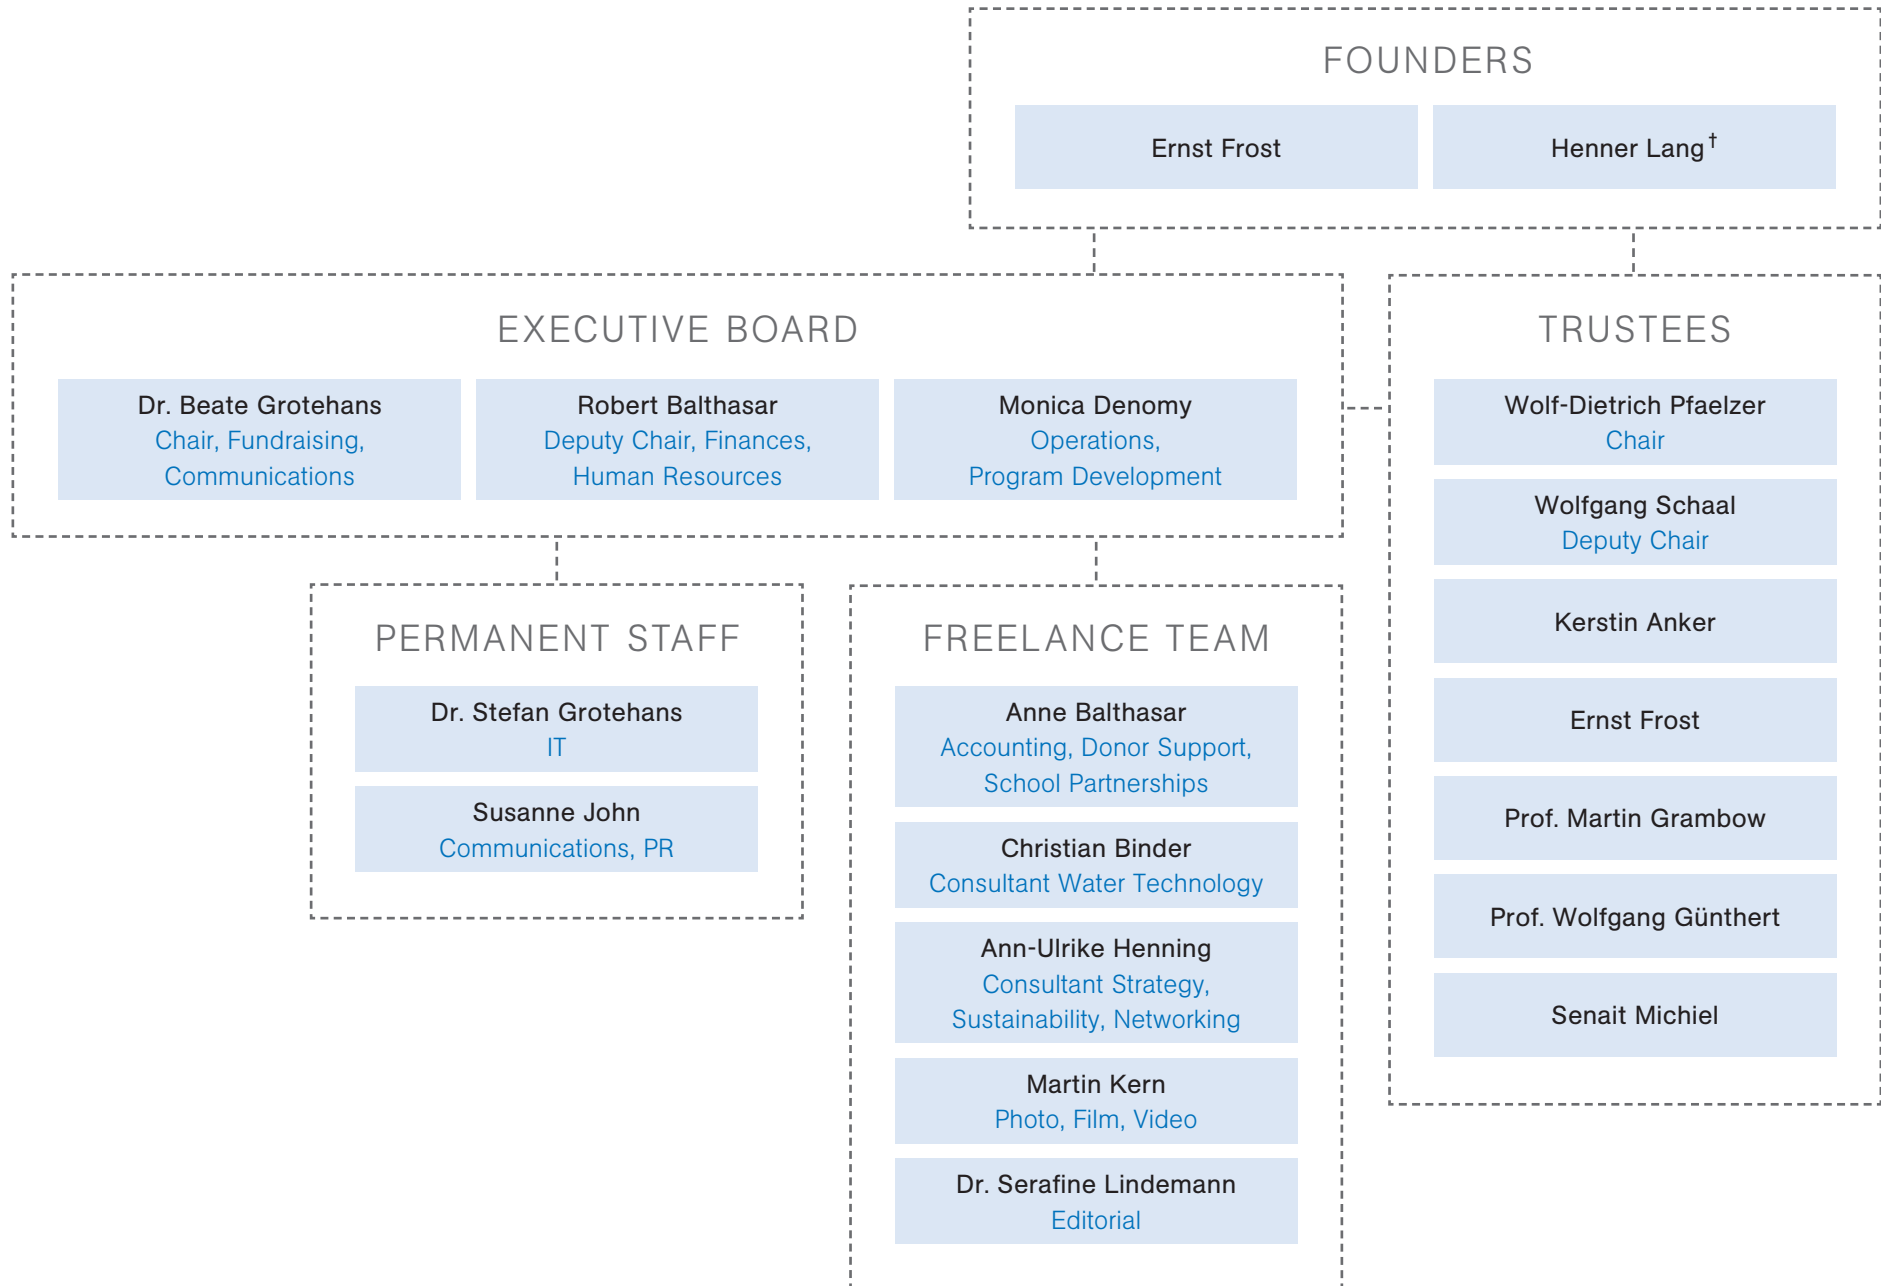 FOUNDERS
Ernst Frost
Henner Lang†
EXECUTIVE BOARD
Dr. Beate Grotehans
Chair, Fundraising,
Communications
Robert Balthasar
Deputy Chair, Finances,
Human Resources
Monica Denomy
Operations,
Program Development
TRUSTEES
Wolf-Dietrich Pfaelzer
Chair
Wolfgang Schaal
Deputy Chair
Kerstin Anker
Ernst Frost
Prof. Martin Grambow
Prof. Wolfgang Günthert
Senait Michiel
PERMANENT STAFF
Dr. Stefan Grotehans
IT
Susanne John
Communications, PR
FREELANCE TEAM
Anne Balthasar
Accounting, Donor Support,
School Partnerships
Christian Binder
Consultant Water Technology
Ann-Ulrike Henning
Consultant Strategy,
Sustainability, Networking
Martin Kern
Photo, Film, Video
Dr. Serafine Lindemann
Editorial